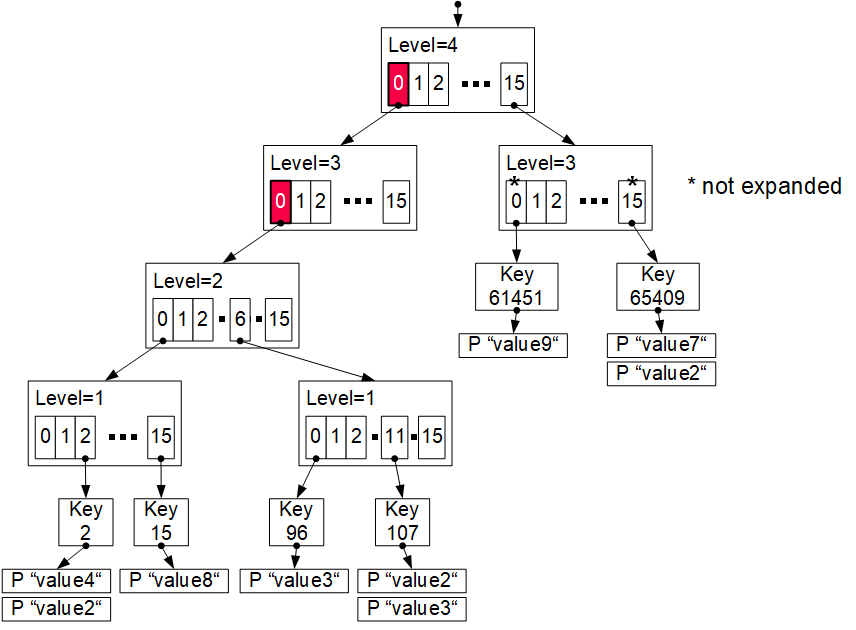 Level=4
0 1 2 ▪▪▪ 15
Level=3
0 1 2 ▪▪▪ 15
Level=3
* *
0 1 2 ▪▪▪ 15
* not expanded
Level=2
0 1 2 ▪ 6 ▪ 15
Key
61451
Key
65409
P “value9“
P “value7“
P “value2“
Level=1
0 1 2 ▪▪▪ 15
Level=1
0 1 2 ▪ 11 ▪ 15
Key
2
Key
15
Key
96
Key
107
P “value4“
P “value2“
P “value8“
P “value3“
P “value2“
P “value3“